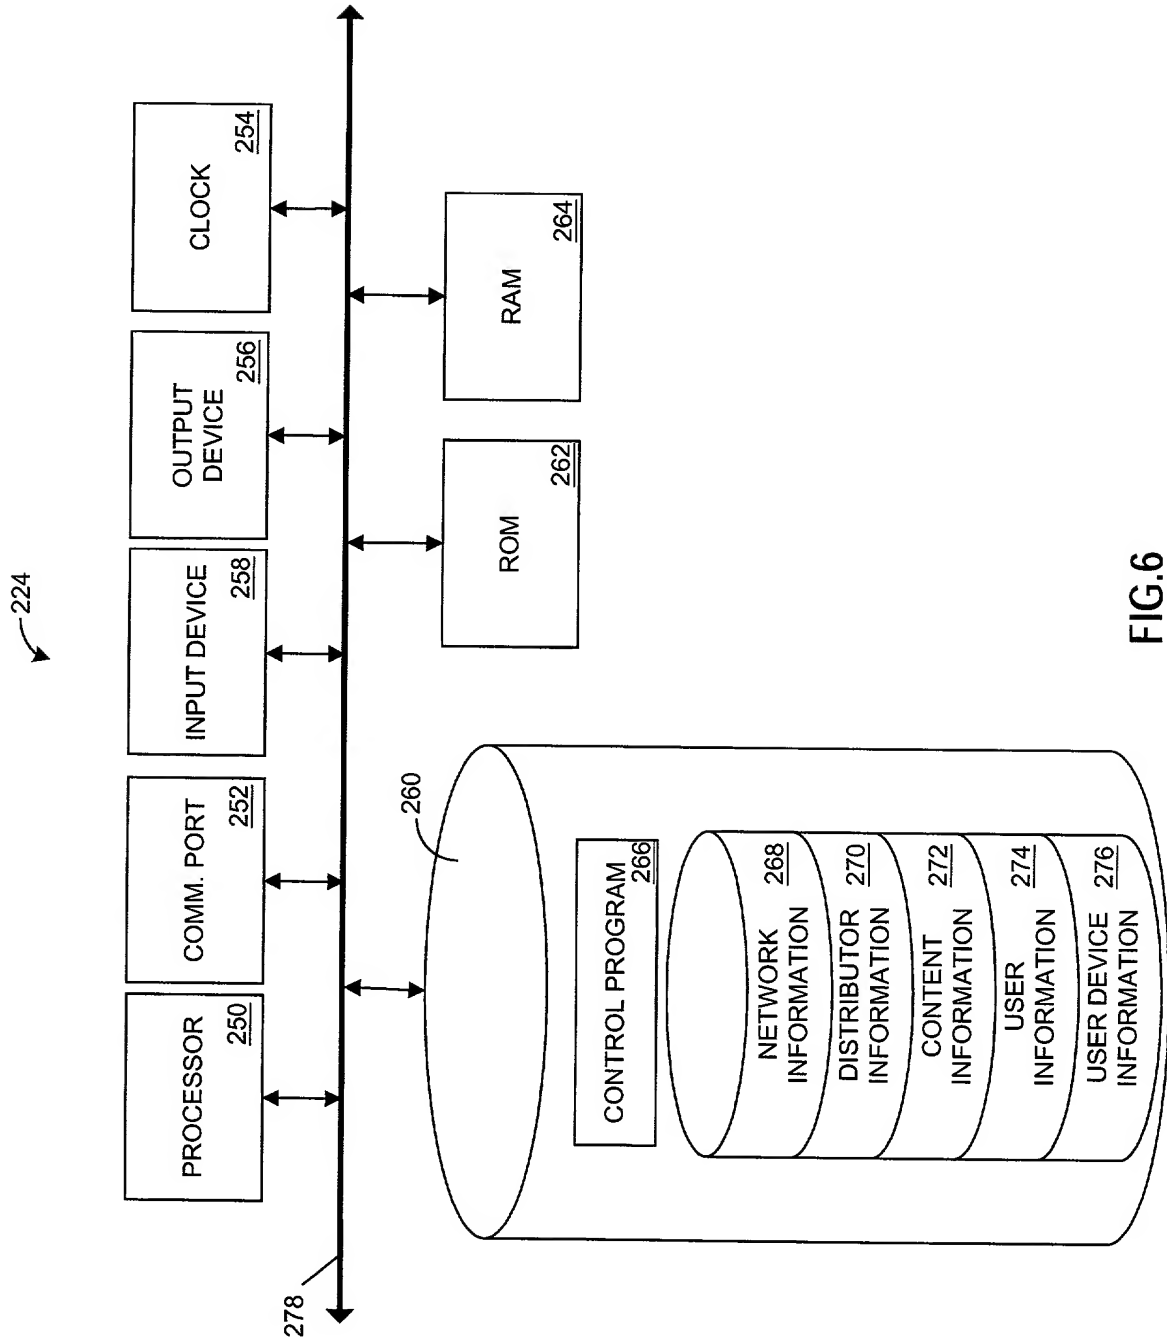 224
PROCESSOR
250
COMM. PORT
252
INPUT DEVICE
258
OUTPUT
DEVICE
256
CLOCK
254
278
260
ROM
262
RAM
264
CONTROL PROGRAM
266
NETWORK
INFORMATION
268
DISTRIBUTOR
INFORMATION
270
CONTENT
INFORMATION
272
USER
INFORMATION
274
USER DEVICE
INFORMATION
276
FIG.6